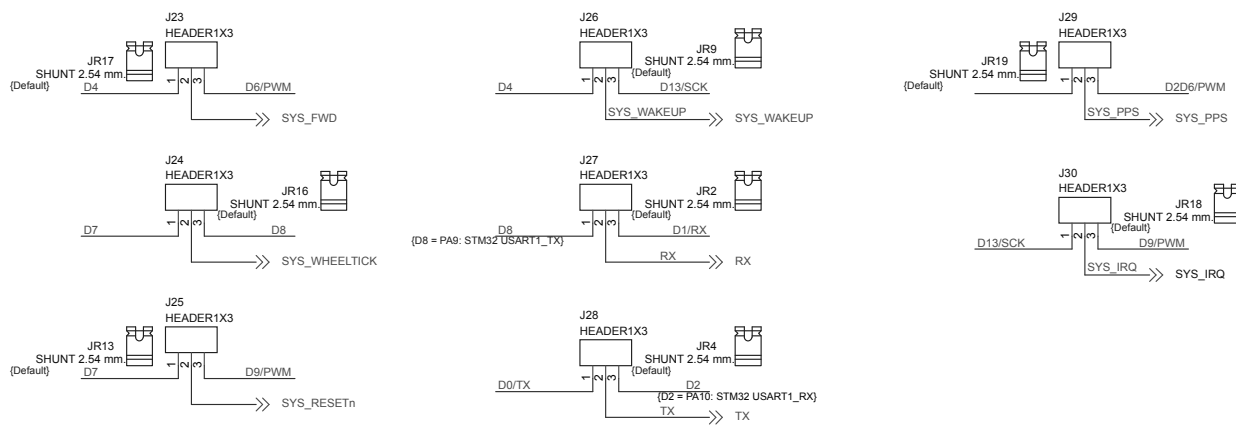 J23
HEADER1X3
JR17
SHUNT 2.54 mm.
{Default}
1
2
3
D4
D6/PWM
SYS_FWD
J26
HEADER1X3
JR9
SHUNT 2.54 mm.
{Default}
1
2
3
D4
D13/SCK
SYS_WAKEUP
SYS_WAKEUP
J29
HEADER1X3
JR19
SHUNT 2.54 mm.
{Default}
1
2
3
D2D6/PWM
SYS_PPS
SYS_PPS
J24
HEADER1X3
JR16
SHUNT 2.54 mm.
{Default}
1
2
3
D7
D8
SYS_WHEELTICK
J27
HEADER1X3
JR2
SHUNT 2.54 mm.
{Default}
1
2
3
D8
{D8 = PA9: STM32 USART1_TX}
D1/RX
RX
RX
J30
HEADER1X3
JR18
SHUNT 2.54 mm.
{Default}
1
2
3
D13/SCK
D9/PWM
SYS_IRQ
SYS_IRQ
J25
HEADER1X3
JR13
SHUNT 2.54 mm.
{Default}
1
2
3
D7
D9/PWM
SYS_RESETn
J28
HEADER1X3
JR4
SHUNT 2.54 mm.
{Default}
1
2
3
D0/TX
D2
{D2 = PA10: STM32 USART1_RX}
TX
TX